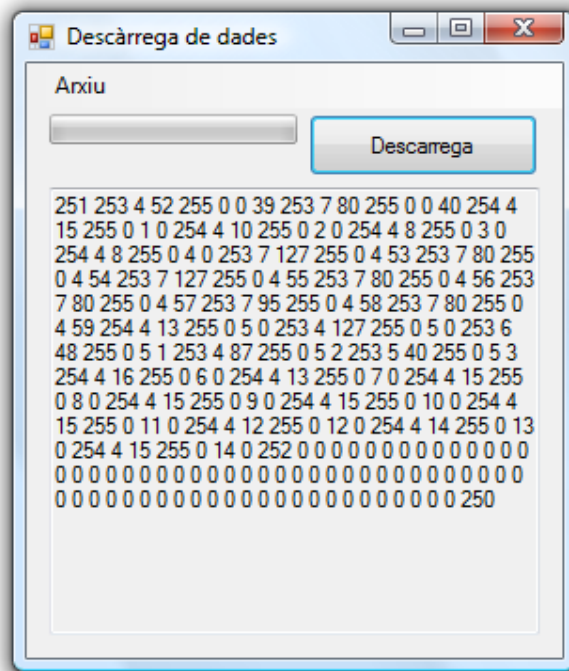 Descàrrega de dades
Arxiu
Descarrega
251 253 4 52 255 0 0 39 253 7 80 255 0 0 40 254 4
15 255 0 1 0 254 4 10 255 0 2 0 254 4 8 255 0 3 0
254 4 8 255 0 4 0 253 7 127 255 0 4 53 253 7 80 255
0 4 54 253 7 127 255 0 4 55 253 7 80 255 0 4 56 253
7 80 255 0 4 57 253 7 95 255 0 4 58 253 7 80 255 0
4 59 254 4 13 255 0 5 0 253 4 127 255 0 5 0 253 6
48 255 0 5 1 253 4 87 255 0 5 2 253 5 40 255 0 5 3
254 4 16 255 0 6 0 254 4 13 255 0 7 0 254 4 15 255
0 8 0 254 4 15 255 0 9 0 254 4 15 255 0 10 0 254 4
15 255 0 11 0 254 4 12 255 0 12 0 254 4 14 255 0 13
0 254 4 15 255 0 14 0 252 0 0 0 0 0 0 0 0 0 0 0 0 0 0
0 0 0 0 0 0 0 0 0 0 0 0 0 0 0 0 0 0 0 0 0 0 0 0 0 0 0 0
0 0 0 0 0 0 0 0 0 0 0 0 0 0 0 0 0 0 0 0 0 0 0 0 250